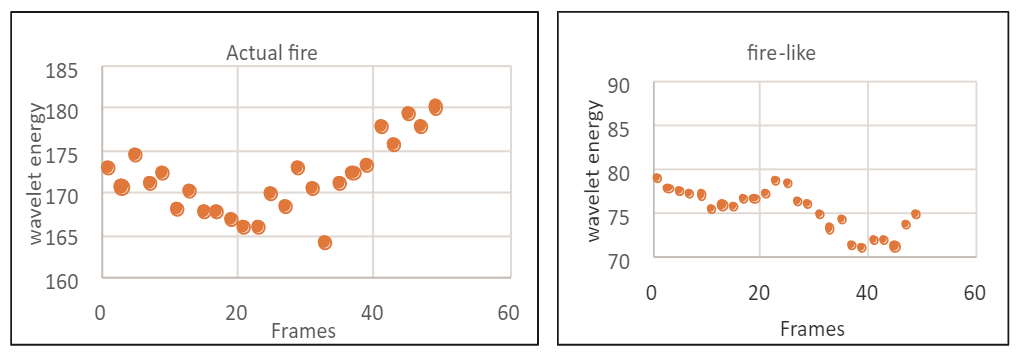 Actual fire
185
180
175
170
165
160
wavelet energy
0 20 40 60
Frames
fire-like
90
85
80
75
70
wavelet energy
0 20 40 60
Frames